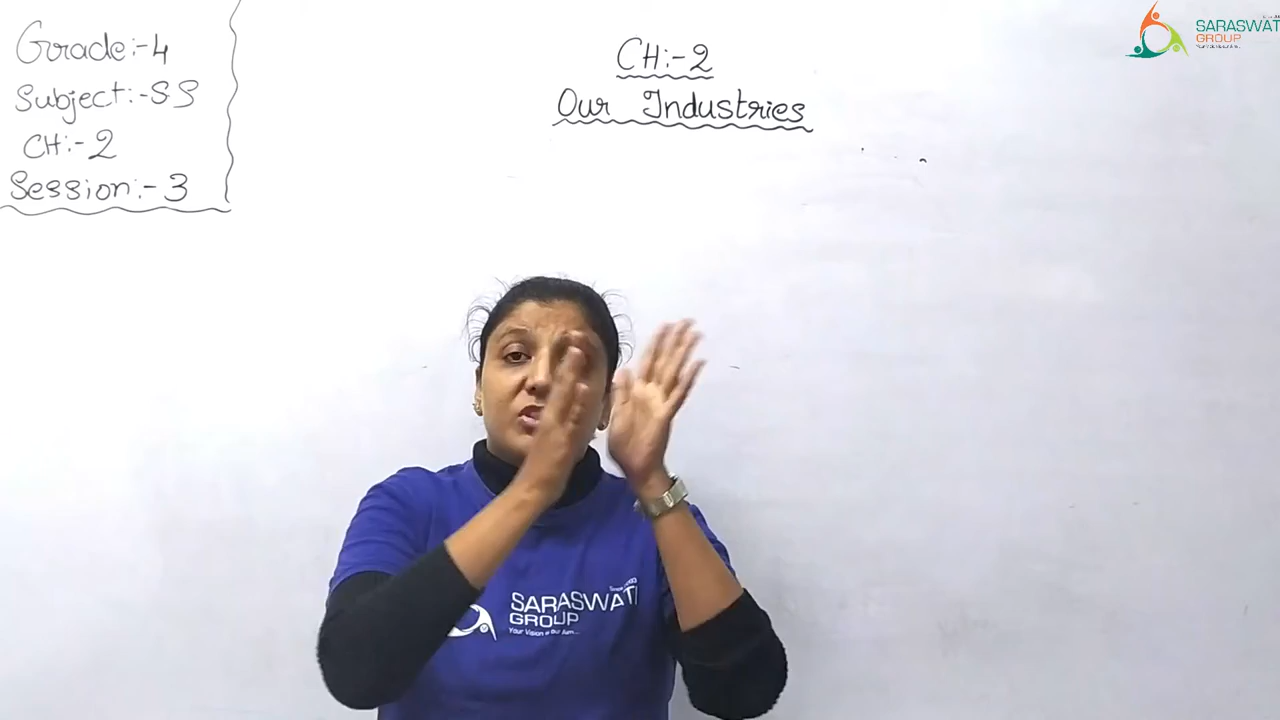 Grade:-4
Subject:-SS
CH:-2
Session:-3
CH:-2
Our Industries
SARASWATI
GROUP
SARASWATI
GROUP
Your Vision is our Aim...